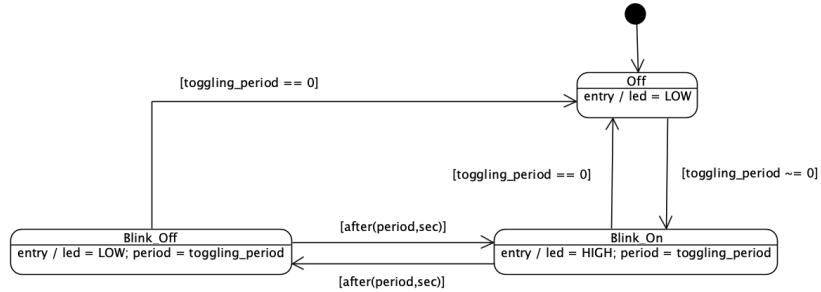 [toggling_period == 0]
Off
entry / led = LOW
[toggling_period == 0]
[toggling_period ~= 0]
[after(period,sec)]
Blink_Off
entry / led = LOW; period = toggling_period
Blink_On
entry / led = HIGH; period = toggling_period
[after(period,sec)]